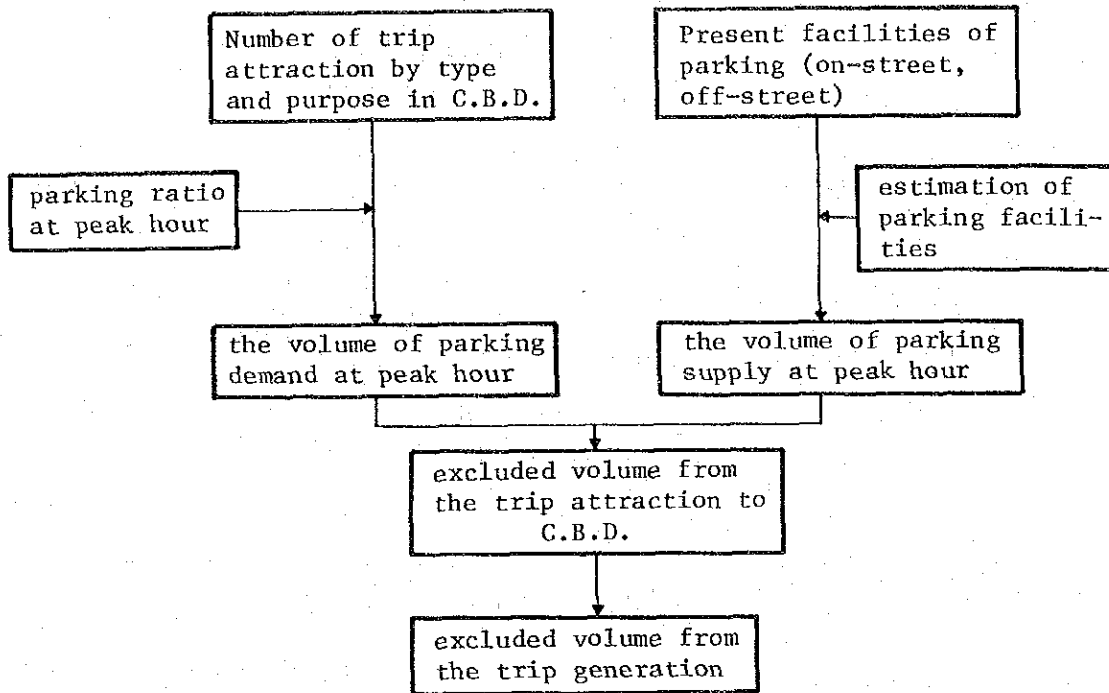 Number of trip
attraction by type
and purpose in C.B.D.
Present facilities of
parking (on-street,
off-street)
parking ratio
at peak hour
estimation of
parking facili-
ties
the volume of parking
demand at peak hour
the volume of parking
supply at peak hour
excluded volume from
the trip attraction to
C.B.D.
excluded volume from
the trip generation